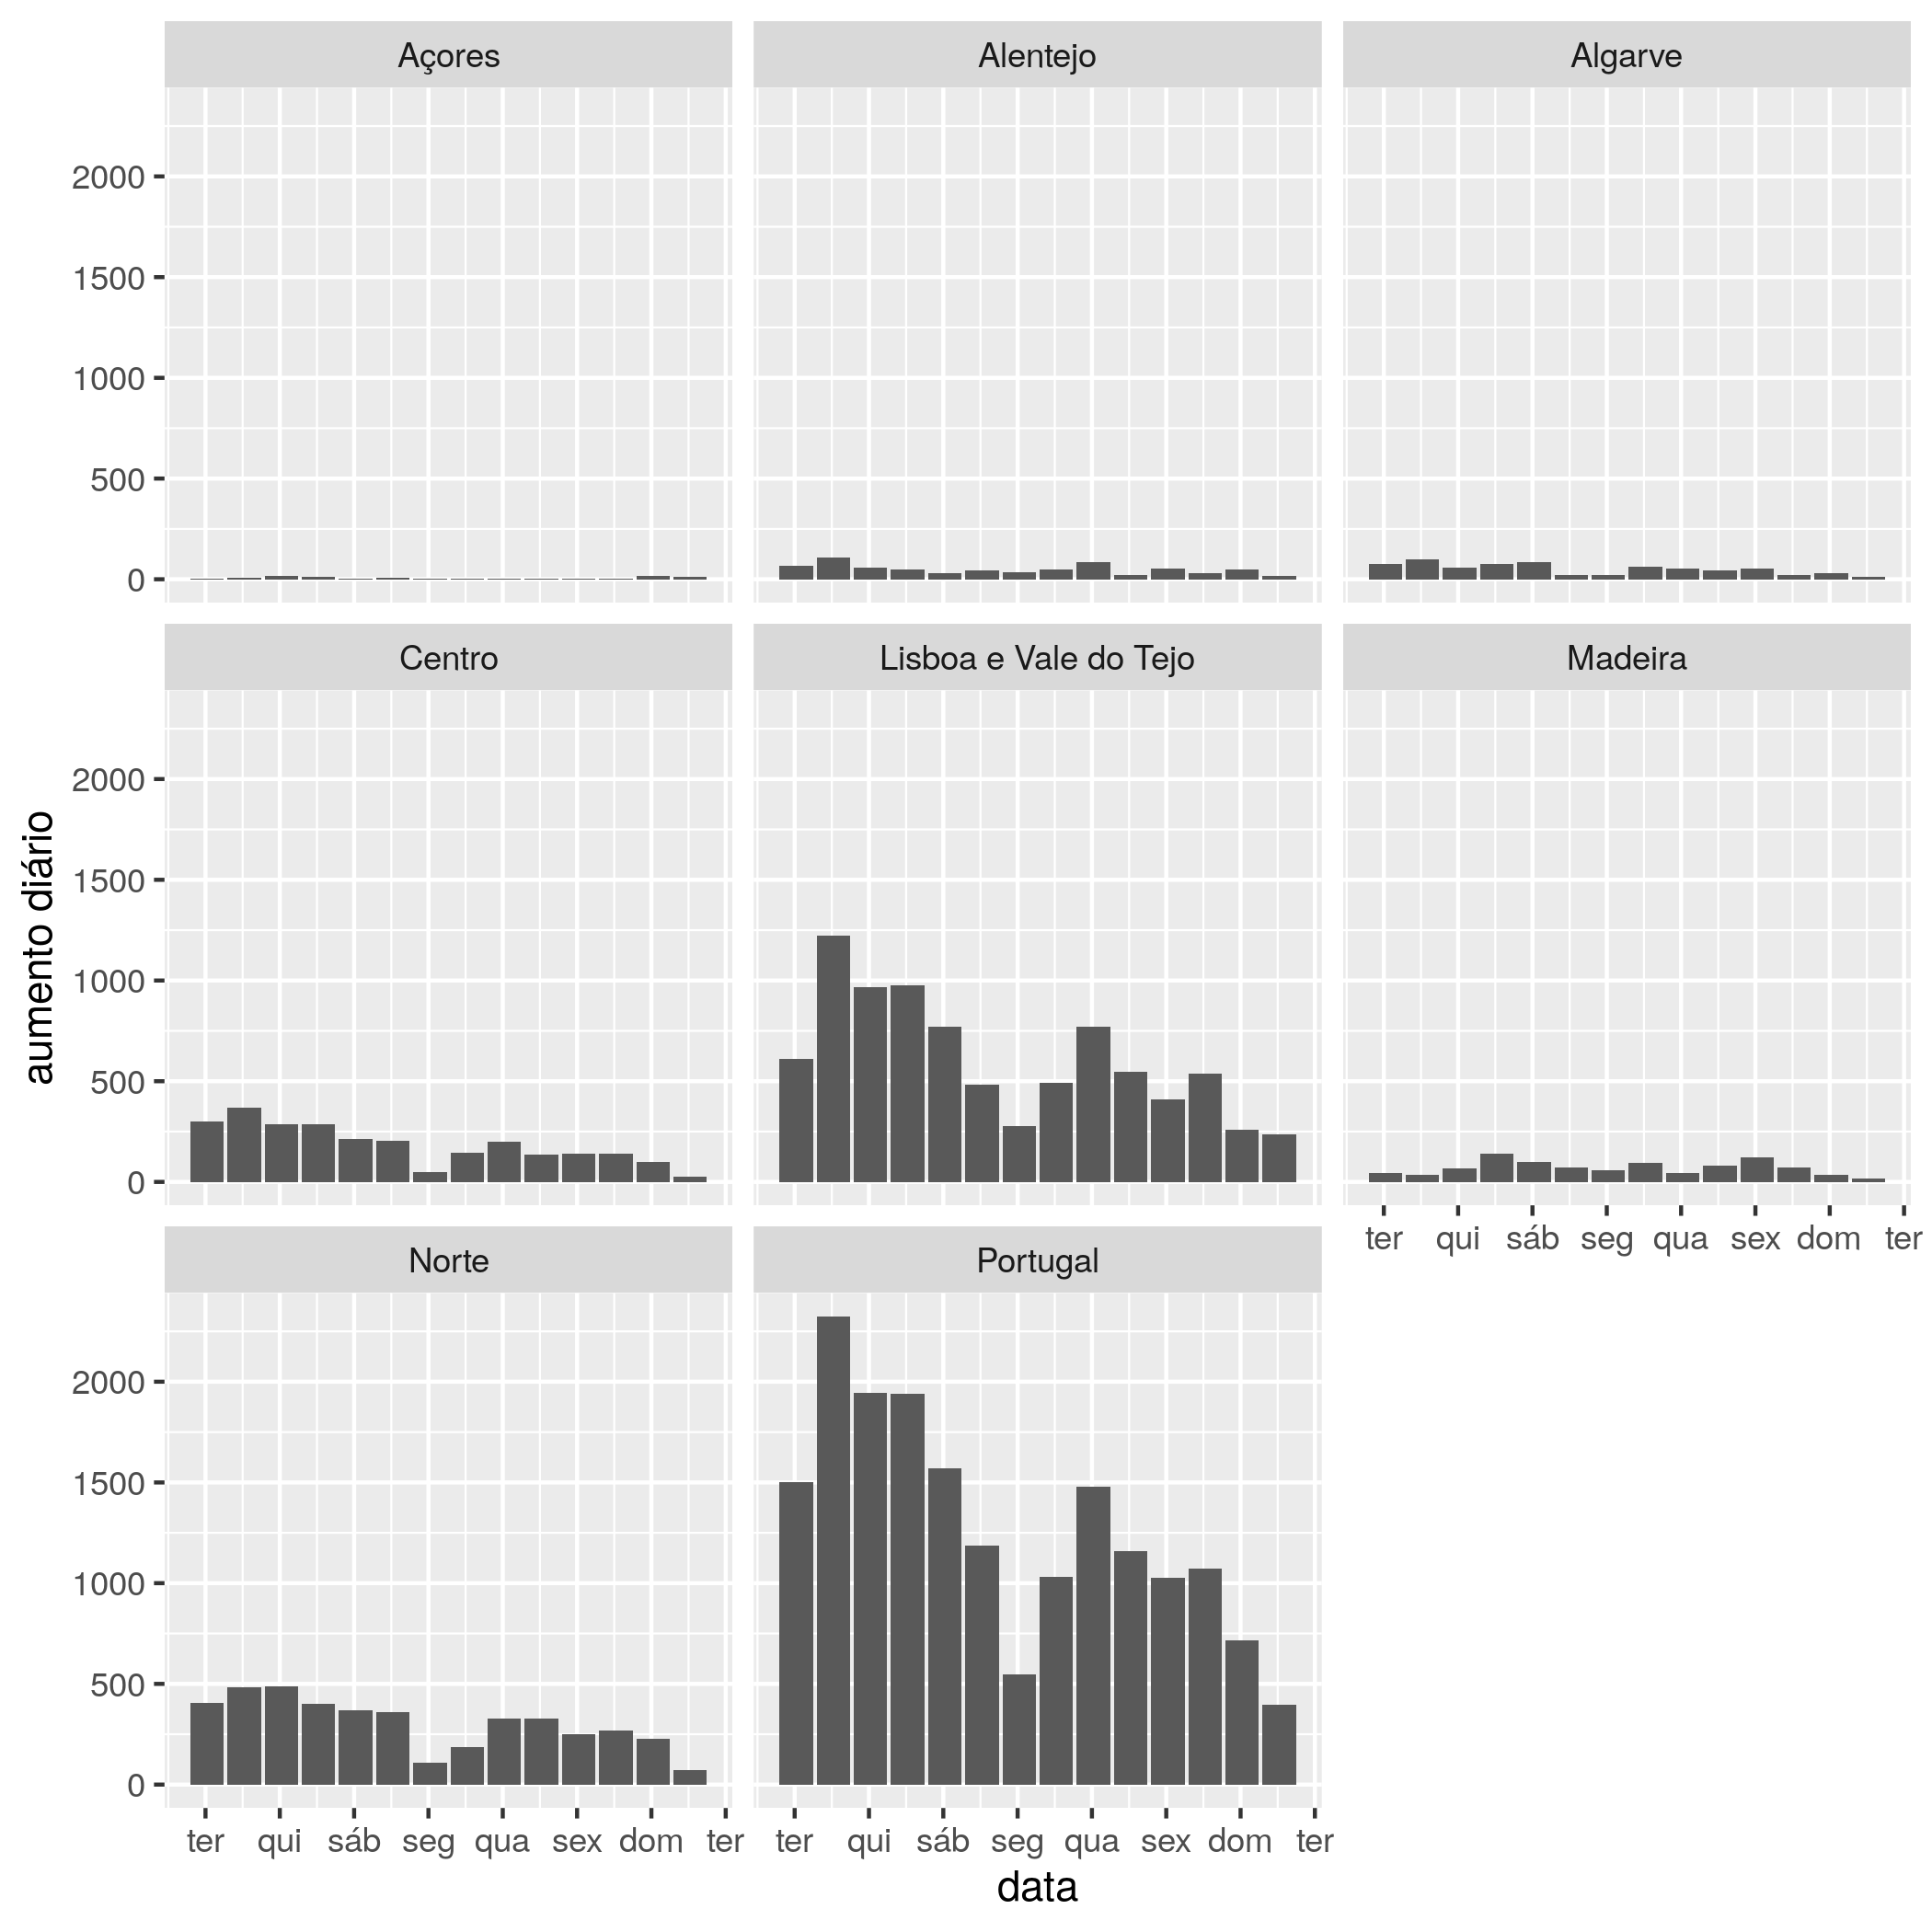 Açores
Alentejo
Algarve
2000
1500
1000
500
0
Centro
Lisboa e Vale do Tejo
Madeira
2000
1500
1000
500
0
ter qui sáb seg qua sex dom ter
Norte
Portugal
2000
1500
1000
500
0
ter qui sáb seg qua sex dom ter
ter qui sáb seg qua sex dom ter
data
aumento diário